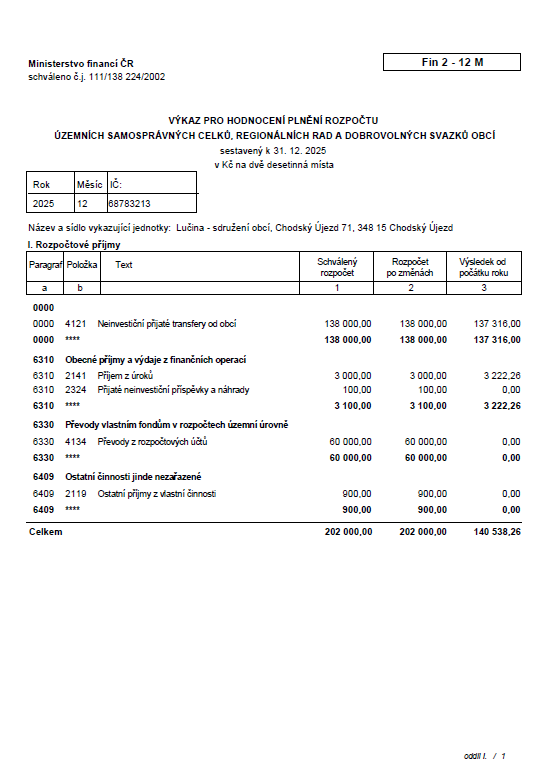 Ministerstvo financí ČR
schváleno č.j. 111/138 224/2002
Fin 2 - 12 M
VÝKAZ PRO HODNOCENÍ PLNĚNÍ ROZPOČTU
ÚZEMNÍCH SAMOSPRÁVNÝCH CELKŮ, REGIONÁLNÍCH RAD A DOBROVOLNÝCH SVAZKŮ OBCÍ
sestavený k 31. 12. 2025
v Kč na dvě desetinná místa
Rok Měsíc IČ:
2025 12 68783213
Název a sídlo vykazující jednotky: Lučina - sdružení obcí, Chodský Újezd 71, 348 15 Chodský Újezd
I. Rozpočtové příjmy
Paragraf Položka Text Schválený rozpočet Rozpočet po změnách Výsledek od počátku roku
a b 1 2 3
0000
0000 4121 Neinvestiční přijaté transfery od obcí 138 000,00 138 000,00 137 316,00
0000 **** 138 000,00 138 000,00 137 316,00
6310 Obecné příjmy a výdaje z finančních operací
6310 2141 Příjem z úroků 3 000,00 3 000,00 3 222,26
6310 2324 Přijaté neinvestiční příspěvky a náhrady 100,00 100,00 0,00
6310 **** 3 100,00 3 100,00 3 222,26
6330 Převody vlastním fondům v rozpočtech územní úrovně
6330 4134 Převody z rozpočtových účtů 60 000,00 60 000,00 0,00
6330 **** 60 000,00 60 000,00 0,00
6409 Ostatní činnosti jinde nezařazené
6409 2119 Ostatní příjmy z vlastní činnosti 900,00 900,00 0,00
6409 **** 900,00 900,00 0,00
Celkem 202 000,00 202 000,00 140 538,26
oddíl I. / 1